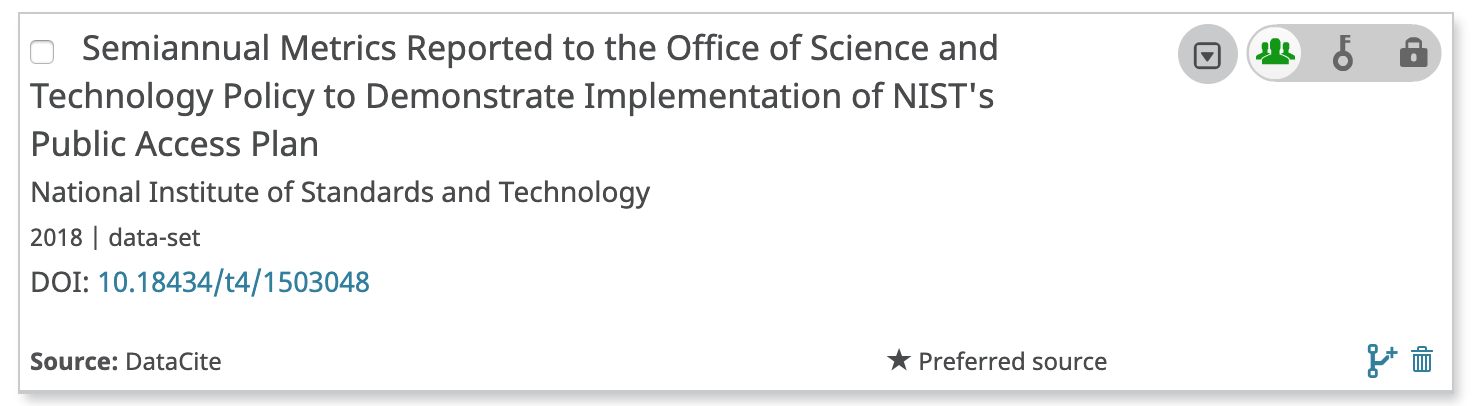 Semiannual Metrics Reported to the Office of Science and
Technology Policy to Demonstrate Implementation of NIST's
Public Access Plan
National Institute of Standards and Technology
2018 | data-set
DOI: 10.18434/t4/1503048
Source: DataCite
★ Preferred source